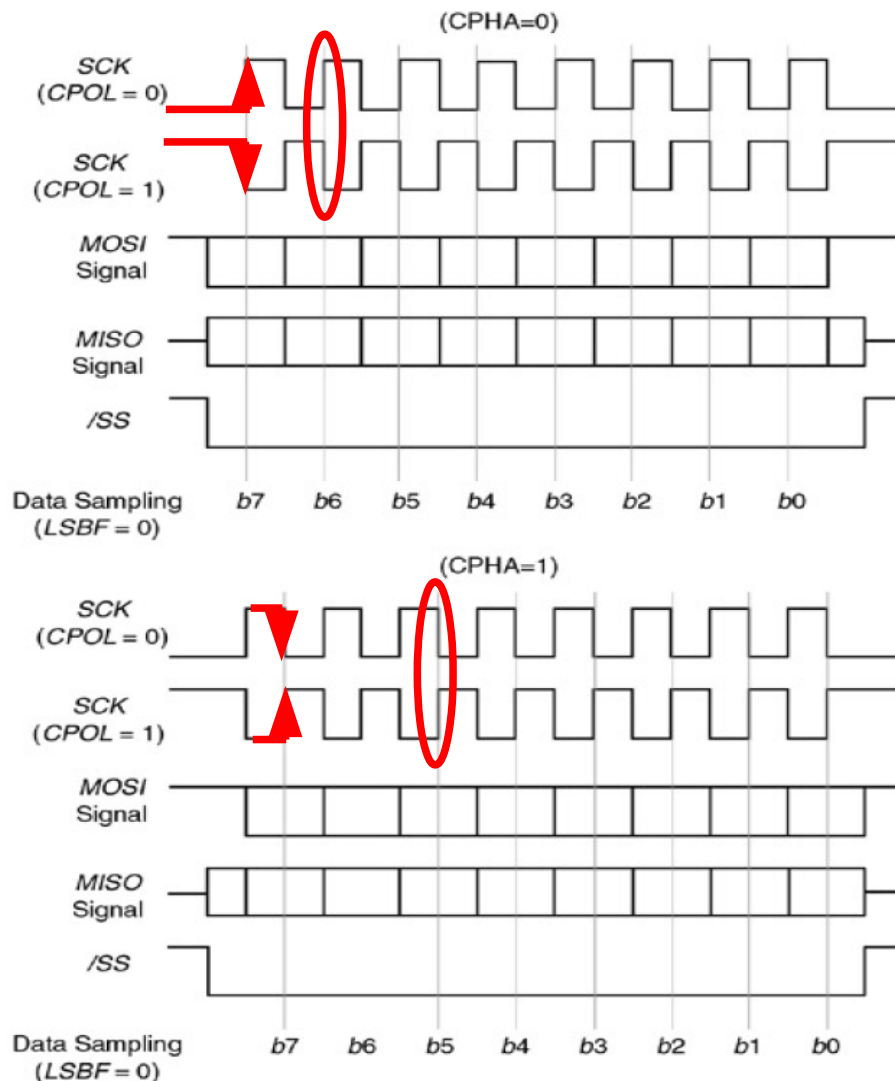 (CPHA=0)
SCK
(CPOL = 0)
SCK
(CPOL = 1)
MOSI
Signal
MISO
Signal
/SS
Data Sampling b7 b6 b5 b4 b3 b2 b1 b0
(LSBF = 0)
(CPHA=1)
SCK
(CPOL = 0)
SCK
(CPOL = 1)
MOSI
Signal
MISO
Signal
/SS
Data Sampling b7 b6 b5 b4 b3 b2 b1 b0
(LSBF = 0)